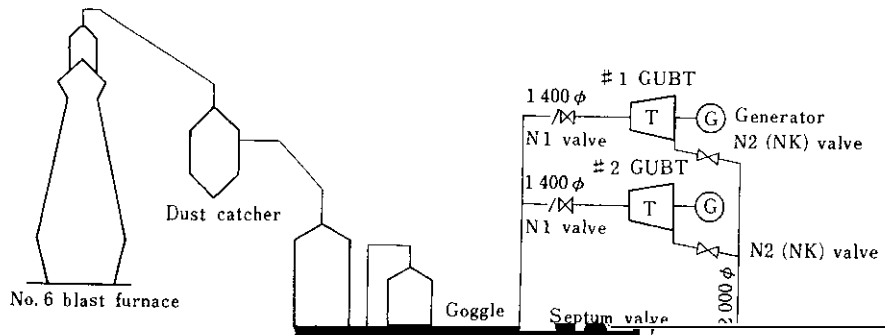 # 1 GUBT
1 400 φ
T
G
Generator
N1 valve
N2 (NK) valve
# 2 GUBT
1 400 φ
T
G
N1 valve
N2 (NK) valve
Dust catcher
No. 6 blast furnace
Goggle
Septum valve
000 φ